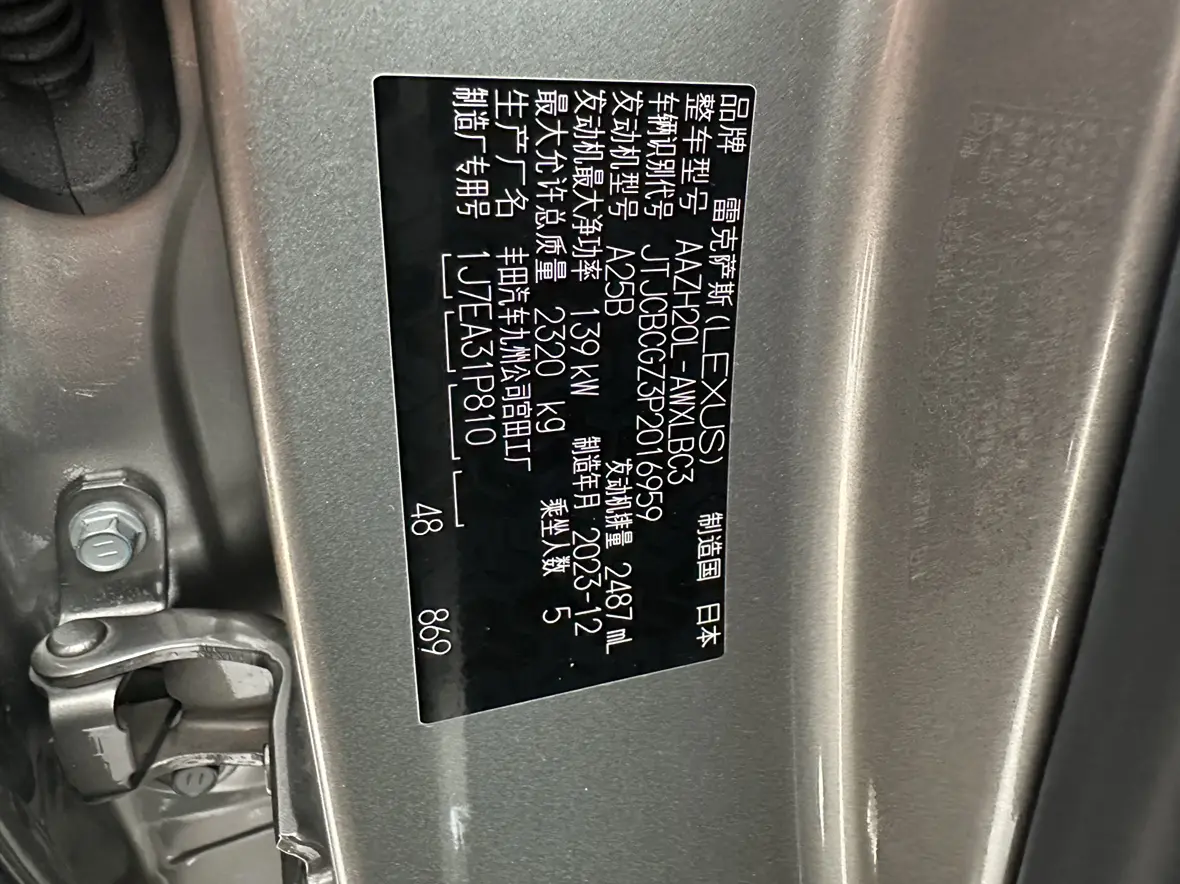 品牌 雷克萨斯(LEXUS) 制造国 日本
整车型号 AAZH20L-AWXLBC3
车辆识别代号 JTJCBCGZ3P2016959
发动机型号 A25B 发动机排量 2487 mL
发动机最大净功率 139 kW 制造年月 2023-12
最大允许总质量 2320 kg 乘坐人数 5
生产厂名 丰田汽车九州公司宫田工厂
制造厂专用号 1J7EA31P810
48 869